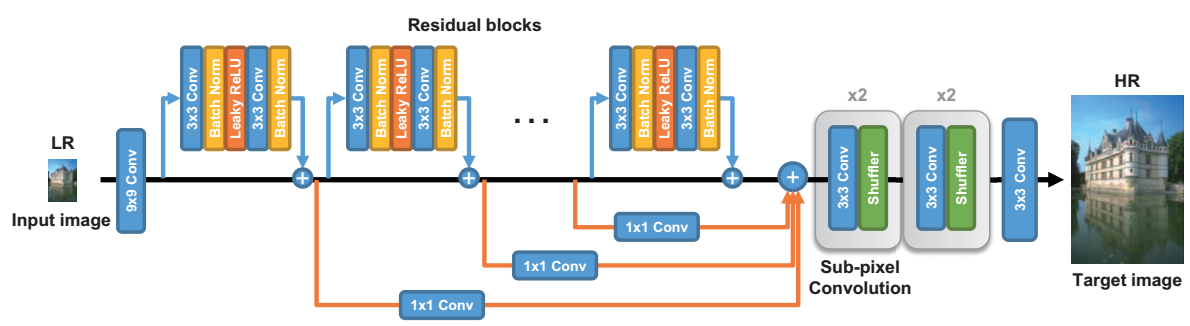 Residual blocks
LR
Input image
9x9 Conv
3x3 Conv
Batch Norm
Leaky ReLU
3x3 Conv
Batch Norm
3x3 Conv
Batch Norm
Leaky ReLU
3x3 Conv
Batch Norm
...
3x3 Conv
Batch Norm
Leaky ReLU
3x3 Conv
Batch Norm
+
+
+
+
1x1 Conv
1x1 Conv
1x1 Conv
x2
3x3 Conv
Shuffler
x2
3x3 Conv
Shuffler
Sub-pixel
Convolution
3x3 Conv
HR
Target image